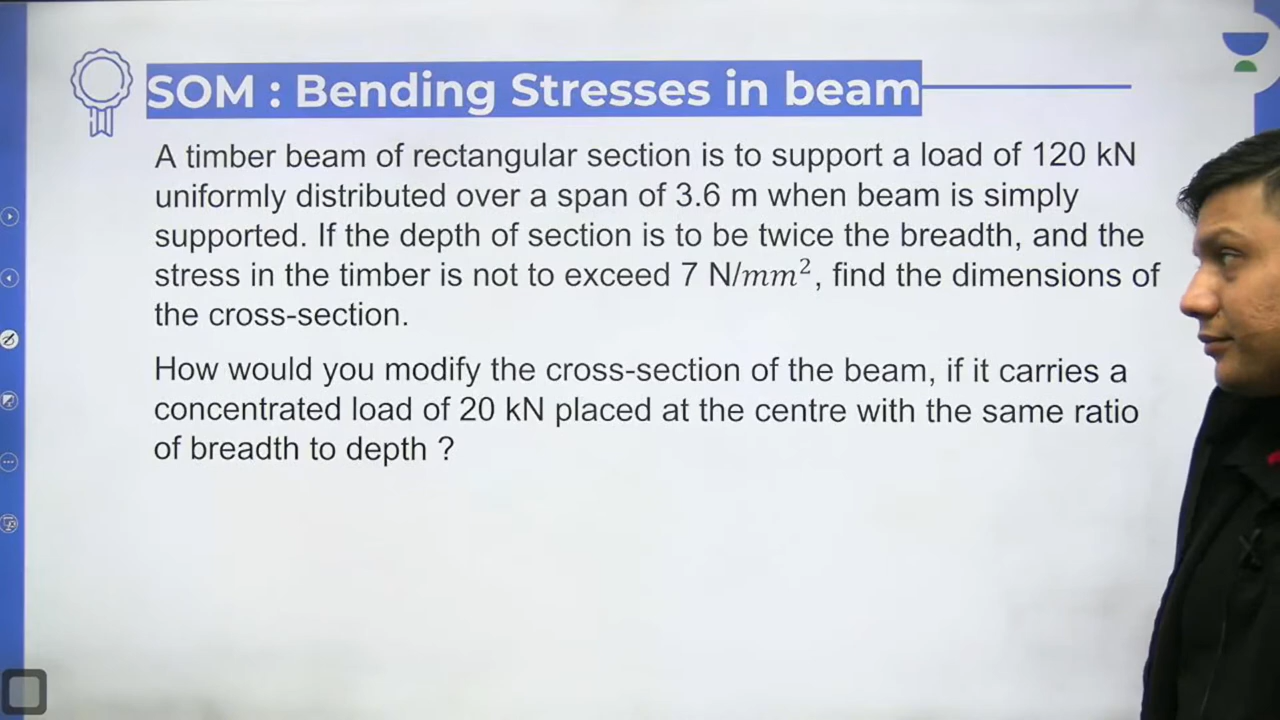 SOM : Bending Stresses in beam
A timber beam of rectangular section is to support a load of 120 kN
uniformly distributed over a span of 3.6 m when beam is simply
supported. If the depth of section is to be twice the breadth, and the
stress in the timber is not to exceed 7 N/mm², find the dimensions of
the cross-section.
How would you modify the cross-section of the beam, if it carries a
concentrated load of 20 kN placed at the centre with the same ratio
of breadth to depth ?